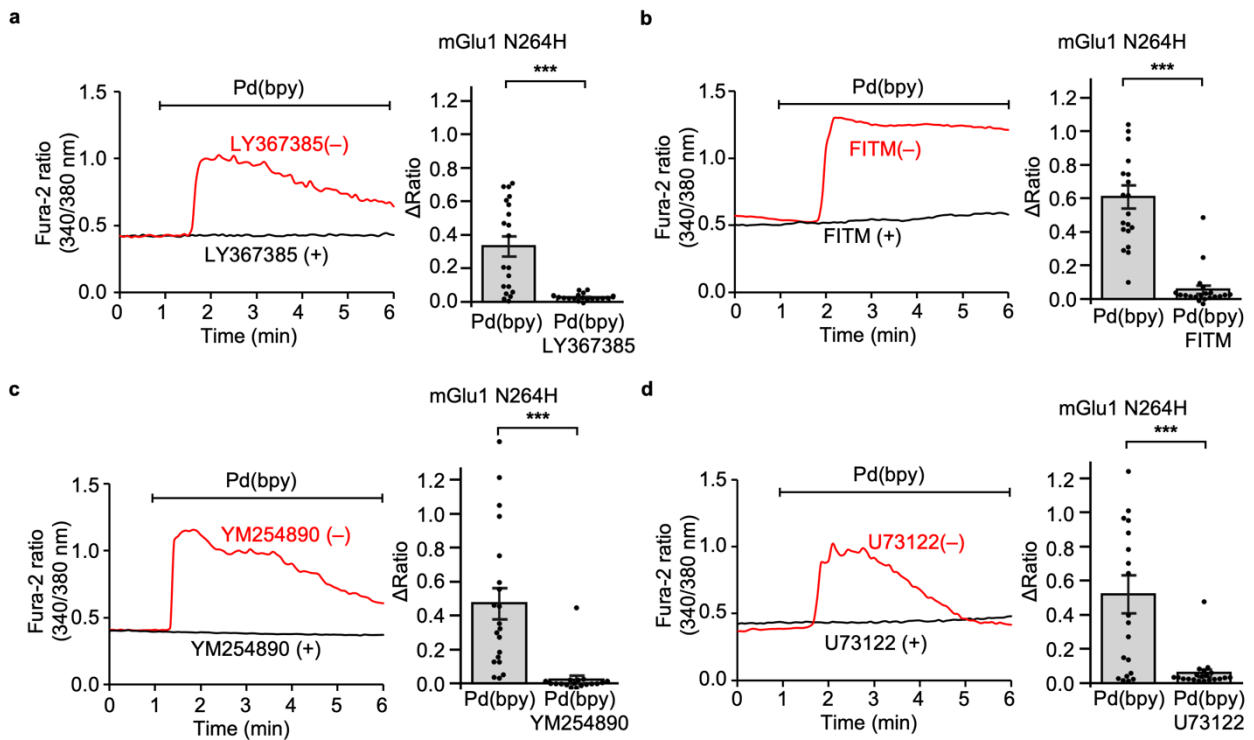 a
mGlu1 N264H
***
Pd(bpy)
LY367385(–)
LY367385 (+)
Fura-2 ratio
(340/380 nm)
1.5
1.0
0.5
0.0
0 1 2 3 4 5 6
Time (min)
ΔRatio
1.2
1.0
0.8
0.6
0.4
0.2
0.0
Pd(bpy) Pd(bpy)
LY367385
b
mGlu1 N264H
***
Pd(bpy)
FITM(–)
FITM (+)
Fura-2 ratio
(340/380 nm)
1.5
1.0
0.5
0.0
0 1 2 3 4 5 6
Time (min)
ΔRatio
1.2
1.0
0.8
0.6
0.4
0.2
0.0
Pd(bpy) Pd(bpy)
FITM
c
mGlu1 N264H
***
Pd(bpy)
YM254890 (–)
YM254890 (+)
Fura-2 ratio
(340/380 nm)
1.5
1.0
0.5
0.0
0 1 2 3 4 5 6
Time (min)
ΔRatio
1.2
1.0
0.8
0.6
0.4
0.2
0.0
Pd(bpy) Pd(bpy)
YM254890
d
mGlu1 N264H
***
Pd(bpy)
U73122(–)
U73122 (+)
Fura-2 ratio
(340/380 nm)
1.5
1.0
0.5
0.0
0 1 2 3 4 5 6
Time (min)
ΔRatio
1.2
1.0
0.8
0.6
0.4
0.2
0.0
Pd(bpy) Pd(bpy)
U73122